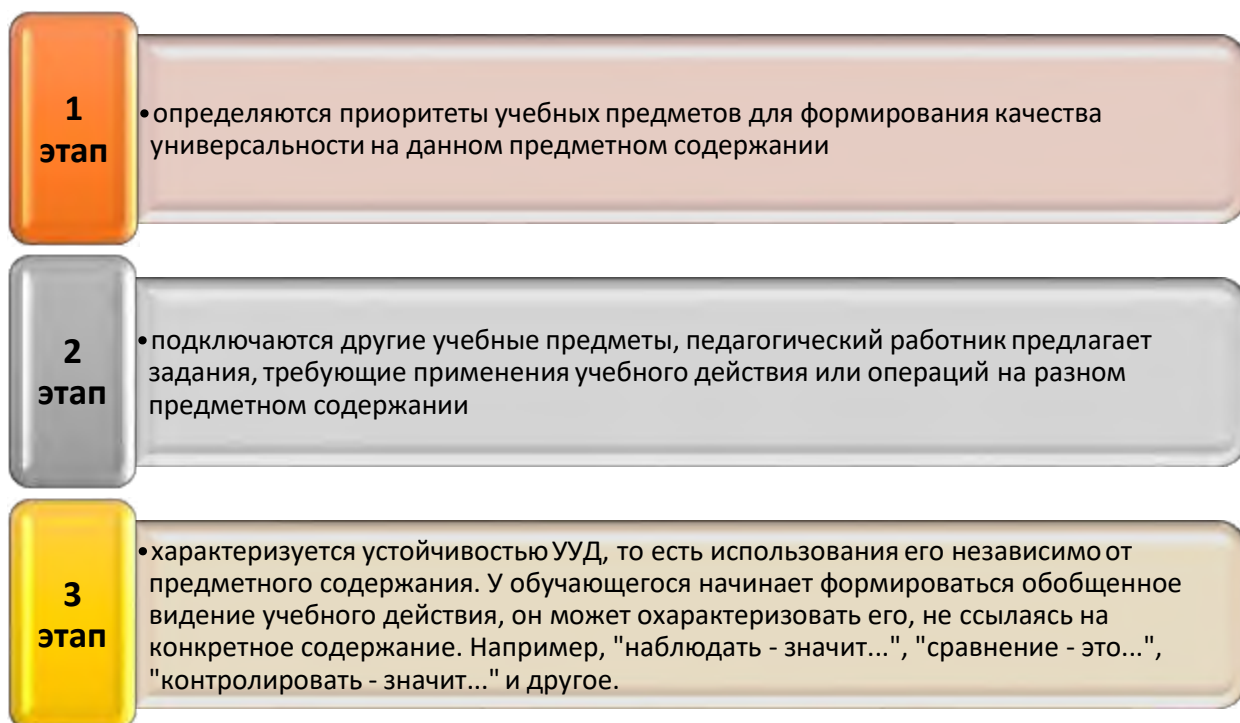 1
этап
•определяются приоритеты учебных предметов для формирования качества
универсальности на данном предметном содержании
2
этап
•подключаются другие учебные предметы, педагогический работник предлагает
задания, требующие применения учебного действия или операций на разном
предметном содержании
3
этап
•характеризуется устойчивостью УУД, то есть использования его независимо от
предметного содержания. У обучающегося начинает формироваться обобщенное
видение учебного действия, он может охарактеризовать его, не ссылаясь на
конкретное содержание. Например, "наблюдать - значит...", "сравнение - это...",
"контролировать - значит..." и другое.